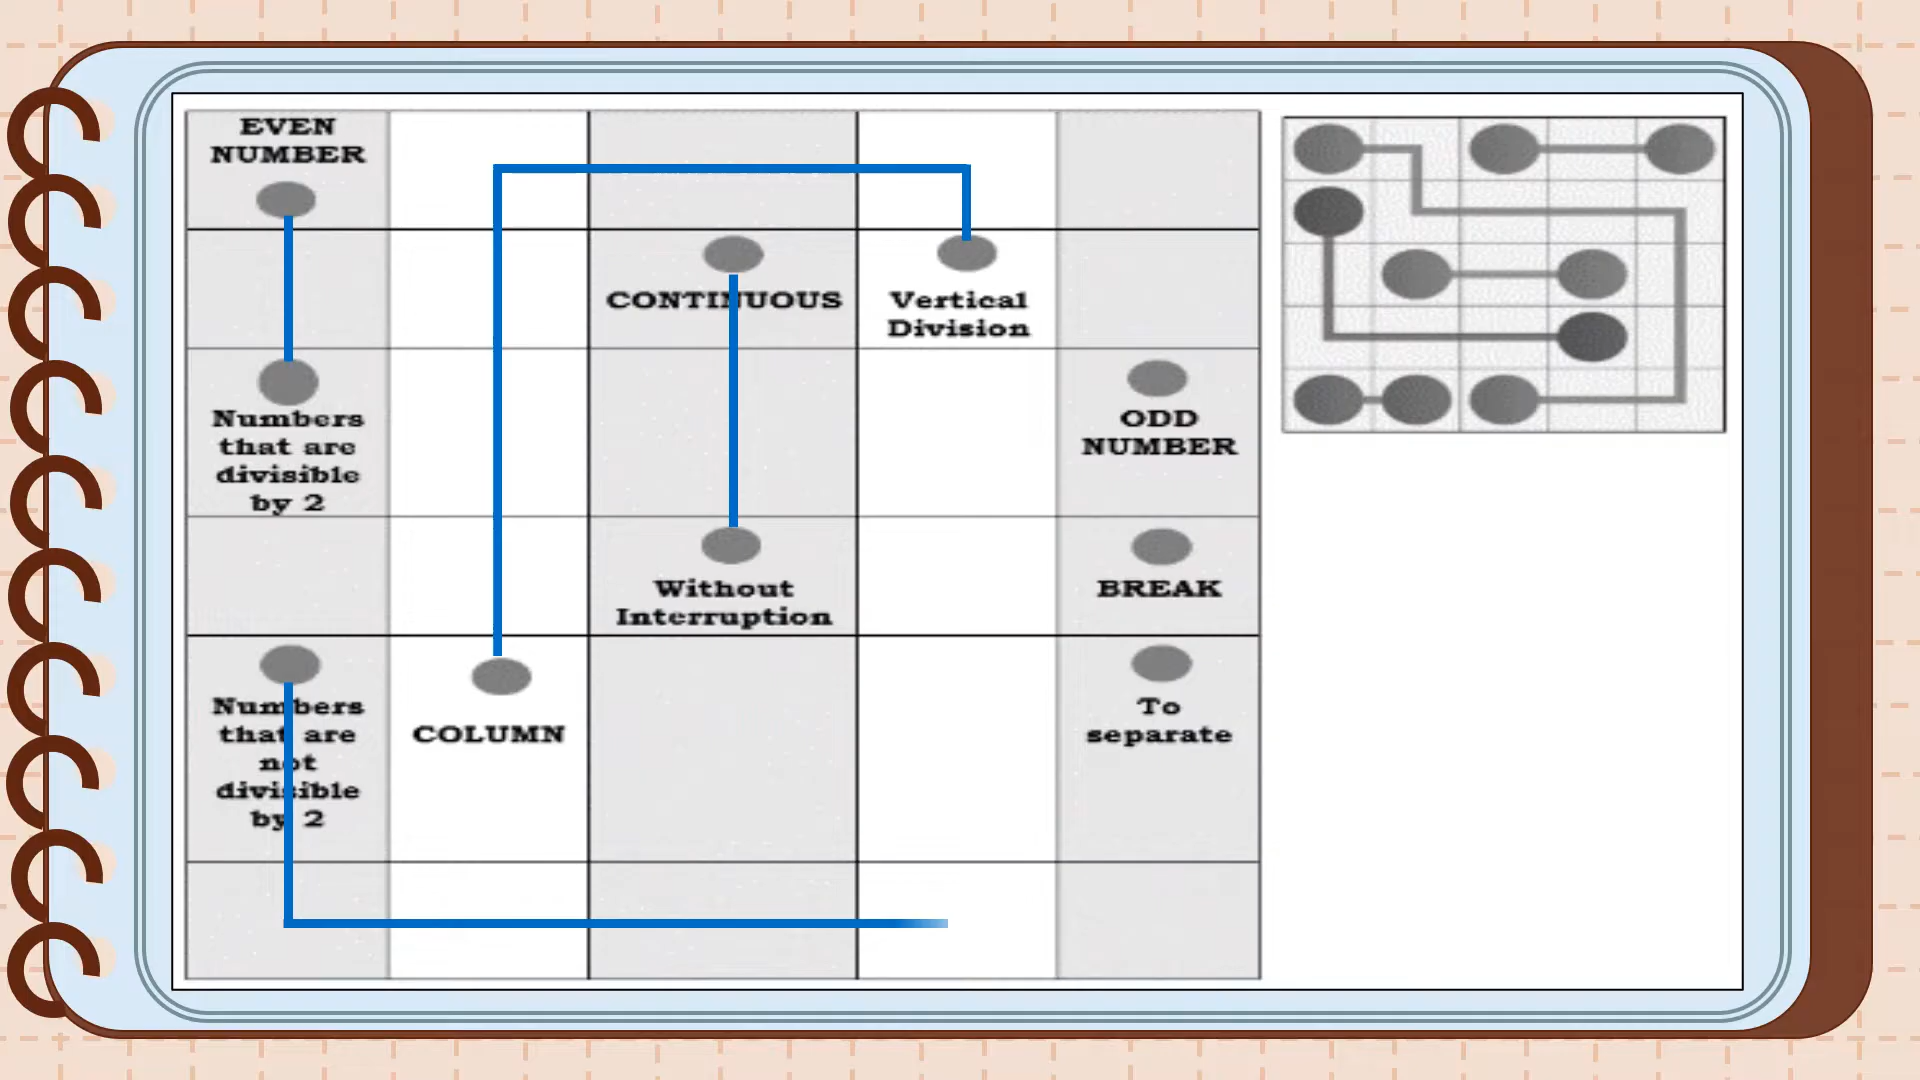 EVEN
NUMBER
CONTINUOUS
Vertical
Division
Numbers
that are
divisible
by 2
ODD
NUMBER
Without
Interruption
BREAK
Numbers
that are
not
divisible
by 2
COLUMN
To
separate